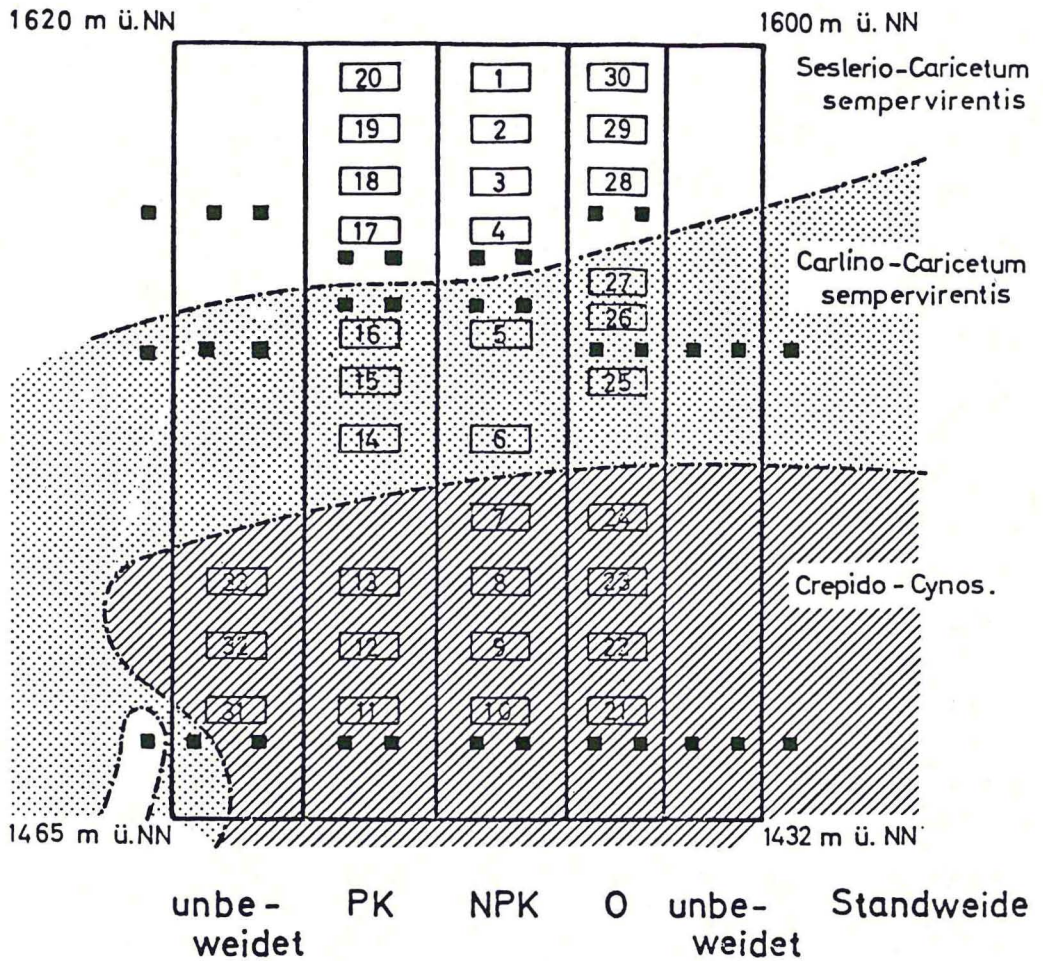 1620 m ü.NN
1600 m ü.NN
Seslerio-Caricetum
sempervirentis
20 1 30
19 2 29
18 3 28
17 4
Carlino-Caricetum
sempervirentis
27
26
16 5
25
15
14 6
7 24
33 13 8 23
Crepido-Cynos.
32 12 9 22
31 11 10 21
1465 m ü.NN
1432 m ü.NN
unbe- PK NPK O unbe- Standweide
weidet weidet